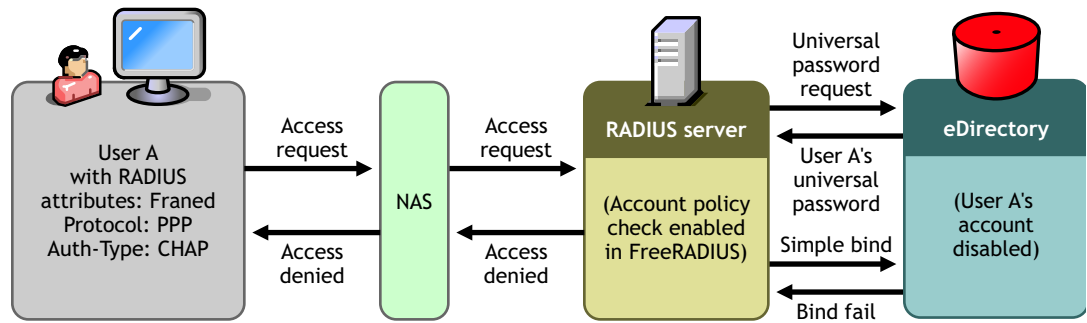 User A
with RADIUS
attributes: Franed
Protocol: PPP
Auth-Type: CHAP
Access
request
Access
denied
NAS
Access
request
Access
denied
RADIUS server
(Account policy
check enabled
in FreeRADIUS)
Universal
password
request
User A's
universal
password
Simple bind
Bind fail
eDirectory
(User A's
account
disabled)